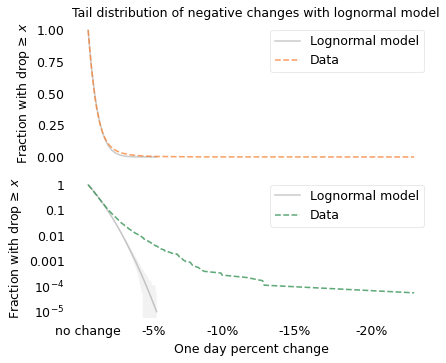 Tail distribution of negative changes with lognormal model
Fraction with drop ≥ x
1.00
0.75
0.50
0.25
0.00
Lognormal model
Data
Fraction with drop ≥ x
1
0.1
0.01
0.001
10⁻⁴
10⁻⁵
Lognormal model
Data
no change -5% -10% -15% -20%
One day percent change